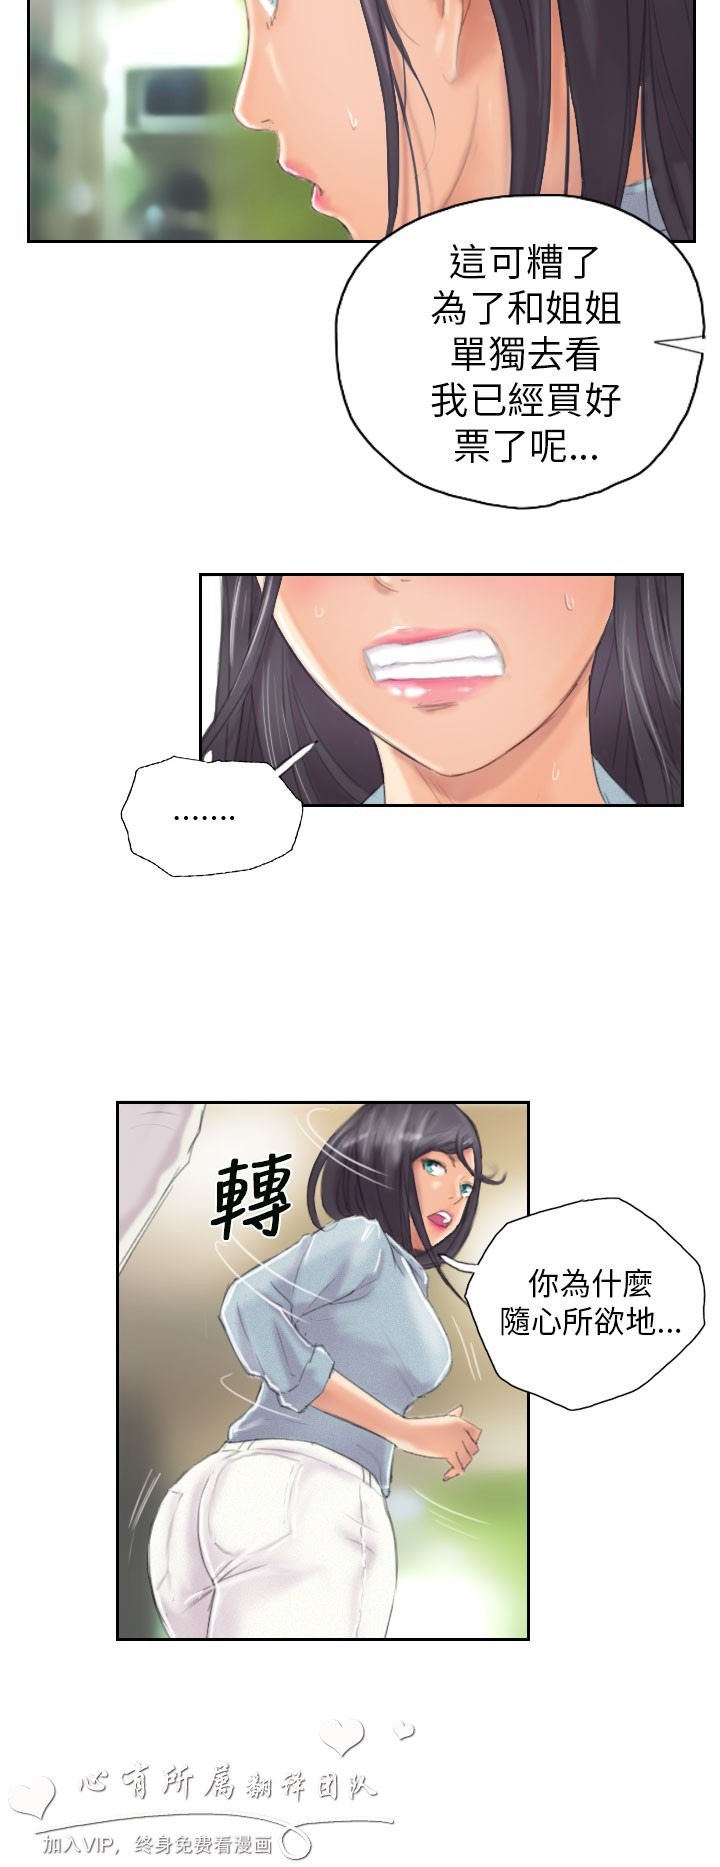 這可糟了
為了和姐姐
單獨去看
我已經買好
票了呢...
.......
轉
你為什麼
隨心所欲地...
心有所属翻译团队
加入VIP，终身免费看漫画